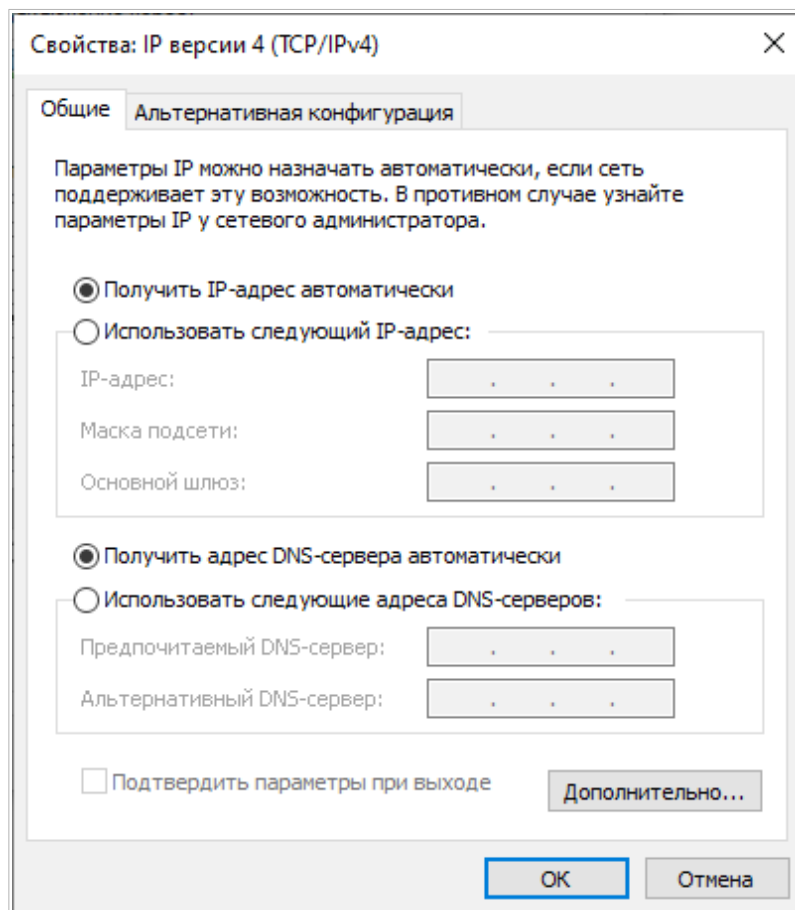 Свойства: IP версии 4 (TCP/IPv4)
Общие
Альтернативная конфигурация
Параметры IP можно назначать автоматически, если сеть
поддерживает эту возможность. В противном случае узнайте
параметры IP у сетевого администратора.
Получить IP-адрес автоматически
Использовать следующий IP-адрес:
IP-адрес:
Маска подсети:
Основной шлюз:
Получить адрес DNS-сервера автоматически
Использовать следующие адреса DNS-серверов:
Предпочитаемый DNS-сервер:
Альтернативный DNS-сервер:
Подтвердить параметры при выходе
Дополнительно...
ОК
Отмена